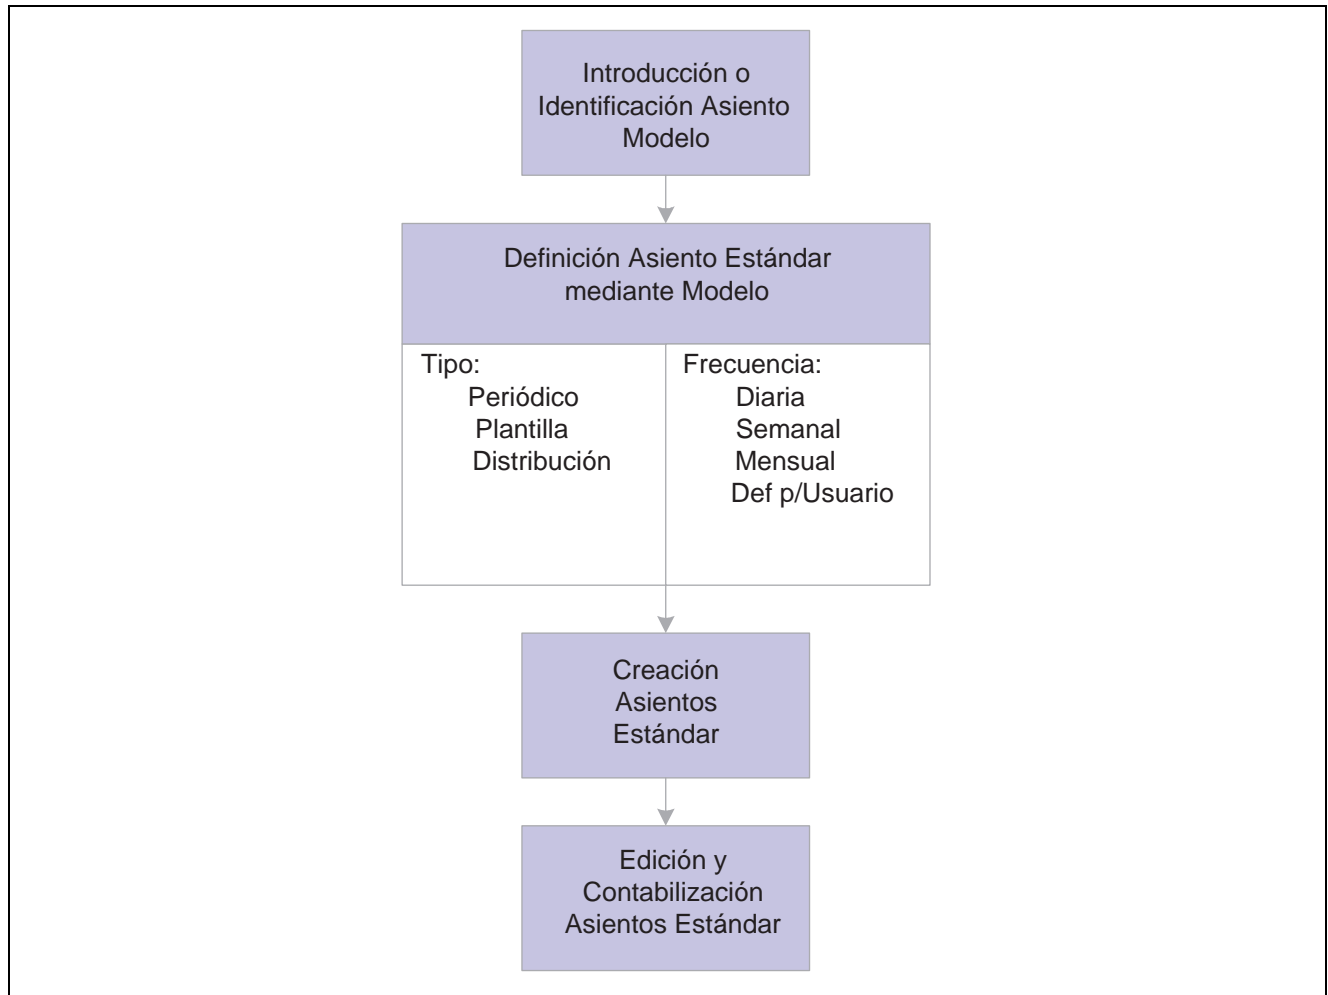 Introducción o
Identificación Asiento
Modelo
Definición Asiento Estándar
mediante Modelo
Tipo:
Periódico
Plantilla
Distribución
Frecuencia:
Diaria
Semanal
Mensual
Def p/Usuario
Creación
Asientos
Estándar
Edición y
Contabilización
Asientos Estándar